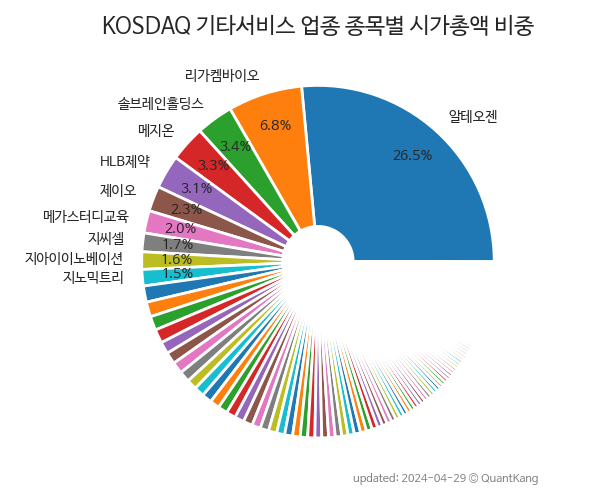 KOSDAQ 기타서비스 업종 종목별 시가총액 비중
알테오젠
26.5%
리가켐바이오
6.8%
솔브레인홀딩스
3.4%
메지온
3.3%
HLB제약
3.1%
제이오
2.3%
메가스터디교육
2.0%
지씨셀
1.7%
지아이이노베이션
1.6%
지노믹트리
1.5%
updated: 2024-04-29 © QuantKang